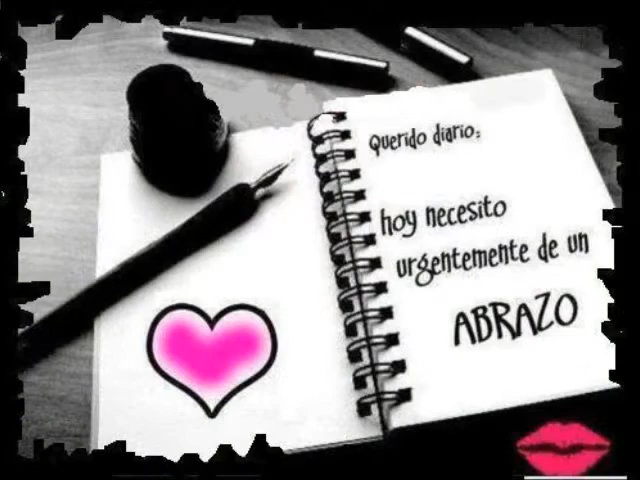 Querido diario:
hoy necesito
urgentemente de un
ABRAZO